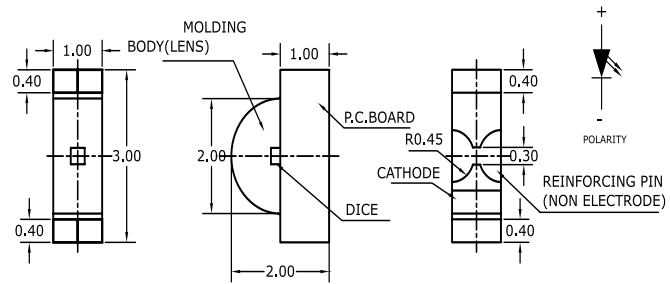 1.00
0.40
3.00
0.40
MOLDING
BODY(LENS)
1.00
P.C.BOARD
2.00
DICE
2.00
0.40
R0.45
0.30
CATHODE
REINFORCING PIN
(NON ELECTRODE)
0.40
+
-
POLARITY